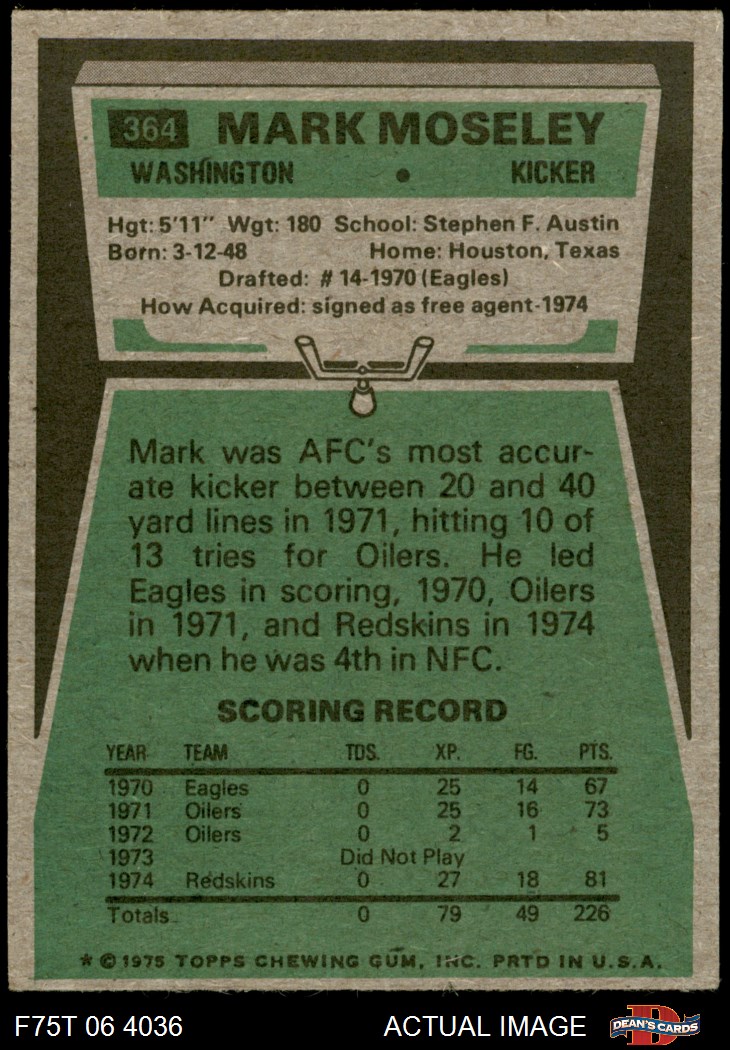 364 MARK MOSELEY
WASHINGTON • KICKER
Hgt: 5'11" Wgt: 180 School: Stephen F. Austin
Born: 3-12-48 Home: Houston, Texas
Drafted: # 14-1970 (Eagles)
How Acquired: signed as free agent-1974
Mark was AFC's most accur-
ate kicker between 20 and 40
yard lines in 1971, hitting 10 of
13 tries for Oilers. He led
Eagles in scoring, 1970, Oilers
in 1971, and Redskins in 1974
when he was 4th in NFC.
SCORING RECORD
YEAR TEAM TDS. XP. FG. PTS.
1970 Eagles 0 25 14 67
1971 Oilers 0 25 16 73
1972 Oilers 0 2 1 5
1973 Did Not Play
1974 Redskins 0 27 18 81
Totals 0 79 49 226
* © 1975 TOPPS CHEWING GUM, INC. PRTD IN U.S.A.
F75T 06 4036 ACTUAL IMAGE D DEAN'S CARDS